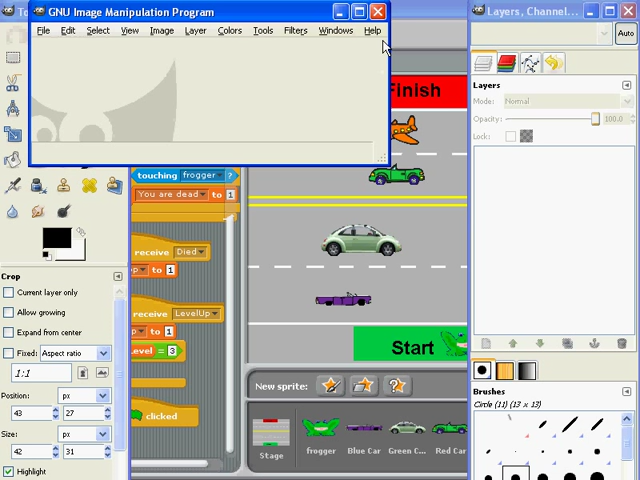 To
GNU Image Manipulation Program
File Edit Select View Image Layer Colors Tools Filters Windows Help
Layers, Channel...
Auto
Layers
Mode: Normal
Opacity: 100.0
Lock:
Finish
touching frogger ?
You are dead to 1
receive Died
to 1
receive LevelUp
to 1
evel = 3
clicked
Start
New sprite:
Stage
frogger
Blue Car
Green C...
Red Car
Crop
Current layer only
Allow growing
Expand from center
Fixed: Aspect ratio
1:1
Position: px
43 27
Size: px
42 31
Highlight
Brushes
Circle (11) (13 x 13)